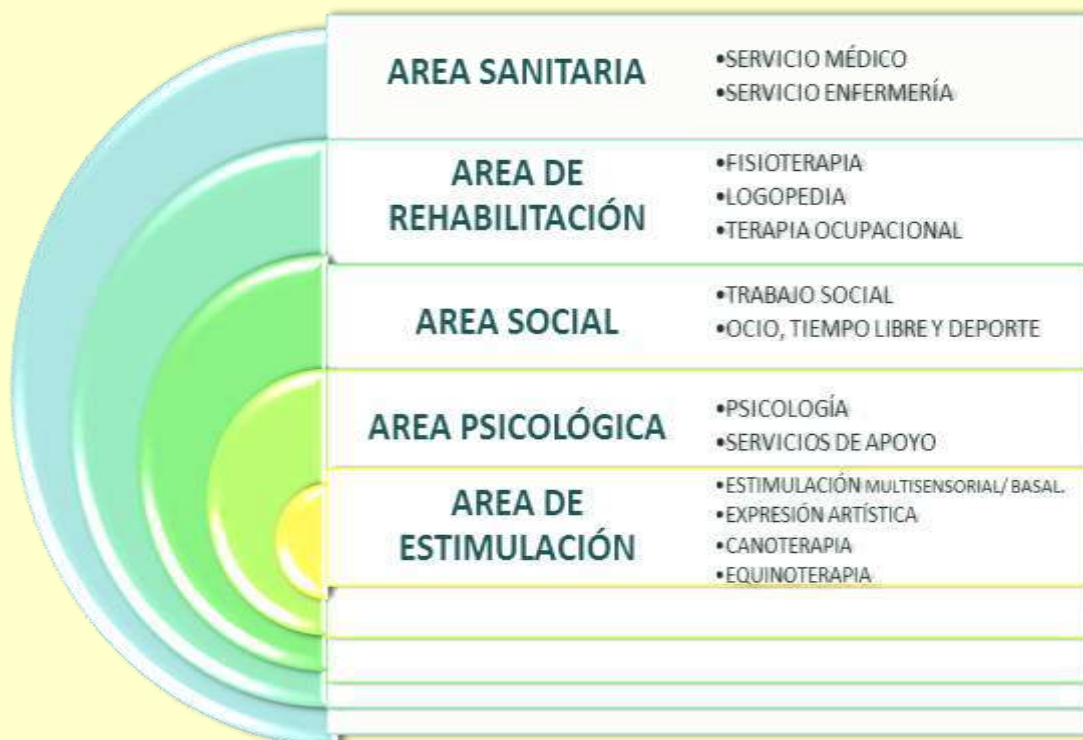 AREA SANITARIA
•SERVICIO MÉDICO
•SERVICIO ENFERMERÍA
AREA DE
REHABILITACIÓN
•FISIOTERAPIA
•LOGOPEDIA
•TERAPIA OCUPACIONAL
AREA SOCIAL
•TRABAJO SOCIAL
•OCIO, TIEMPO LIBRE Y DEPORTE
AREA PSICOLÓGICA
•PSICOLOGÍA
•SERVICIOS DE APOYO
AREA DE
ESTIMULACIÓN
•ESTIMULACIÓN MULTISENSORIAL/ BASAL.
•EXPRESIÓN ARTÍSTICA
•CANOTERAPIA
•EQUINOTERAPIA